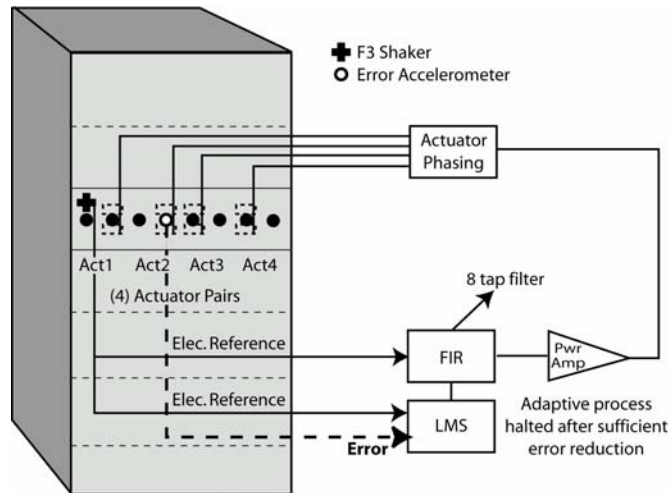 F3 Shaker
Error Accelerometer
Actuator
Phasing
Act1 Act2 Act3 Act4
(4) Actuator Pairs
8 tap filter
Elec. Reference
FIR
Pwr
Amp
Elec. Reference
LMS
Error
Adaptive process
halted after sufficient
error reduction